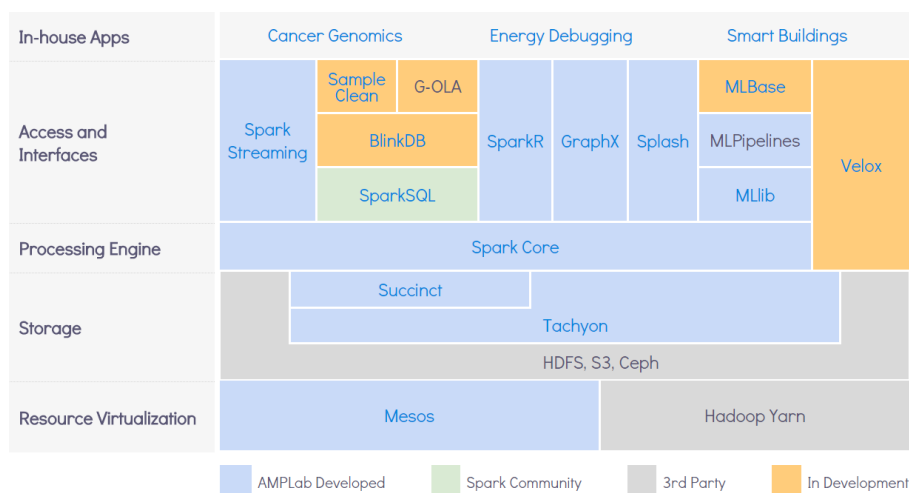 In-house Apps
Cancer Genomics
Energy Debugging
Smart Buildings
Access and
Interfaces
Spark
Streaming
Sample
Clean
G-OLA
BlinkDB
SparkSQL
SparkR
GraphX
Splash
MLBase
MLPipelines
MLlib
Velox
Processing Engine
Spark Core
Storage
Succinct
Tachyon
HDFS, S3, Ceph
Resource Virtualization
Mesos
Hadoop Yarn
AMPLab Developed
Spark Community
3rd Party
In Development